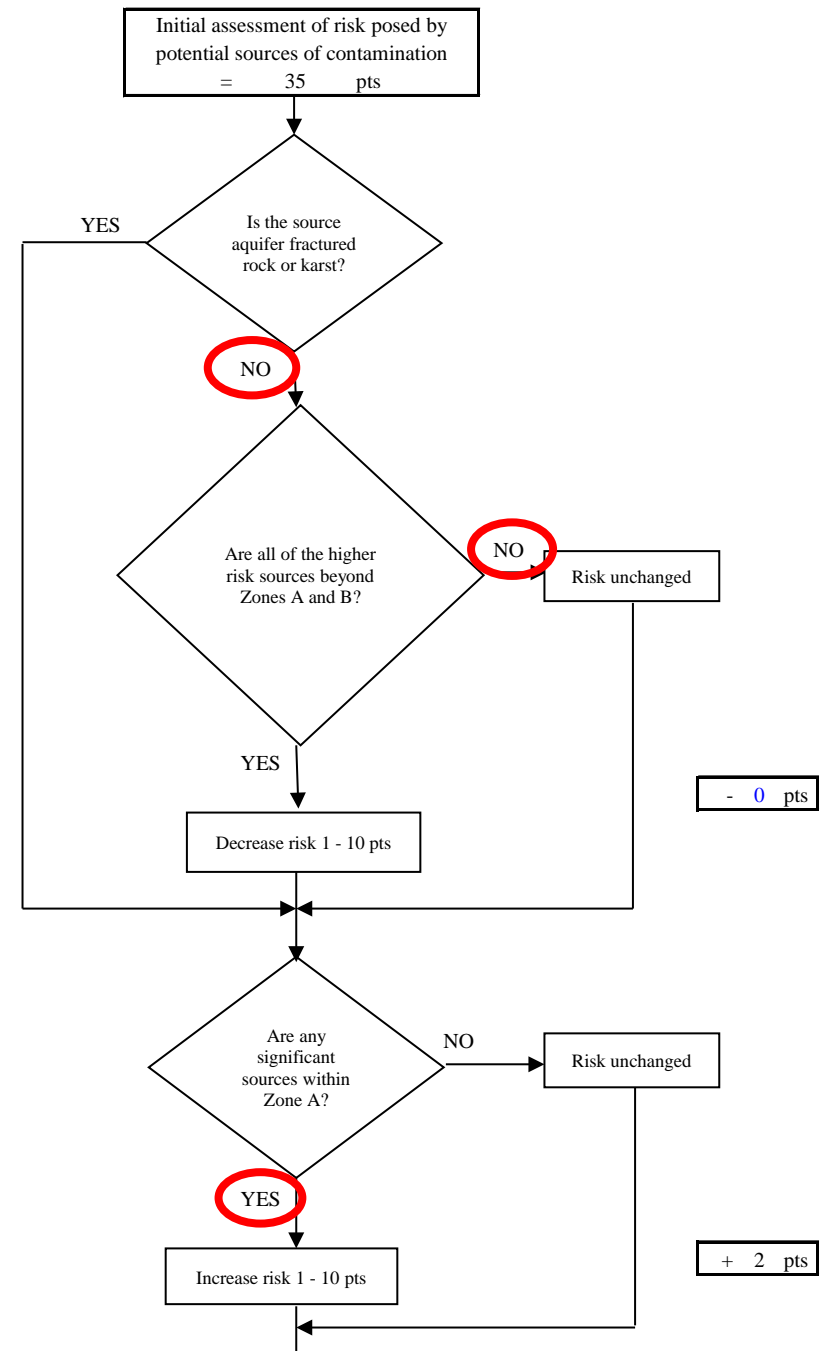 Initial assessment of risk posed by
potential sources of contamination
= 35 pts
YES
Is the source
aquifer fractured
rock or karst?
NO
Are all of the higher
risk sources beyond
Zones A and B?
NO
Risk unchanged
YES
- 0 pts
Decrease risk 1 - 10 pts
Are any
significant
sources within
Zone A?
NO
Risk unchanged
YES
+ 2 pts
Increase risk 1 - 10 pts